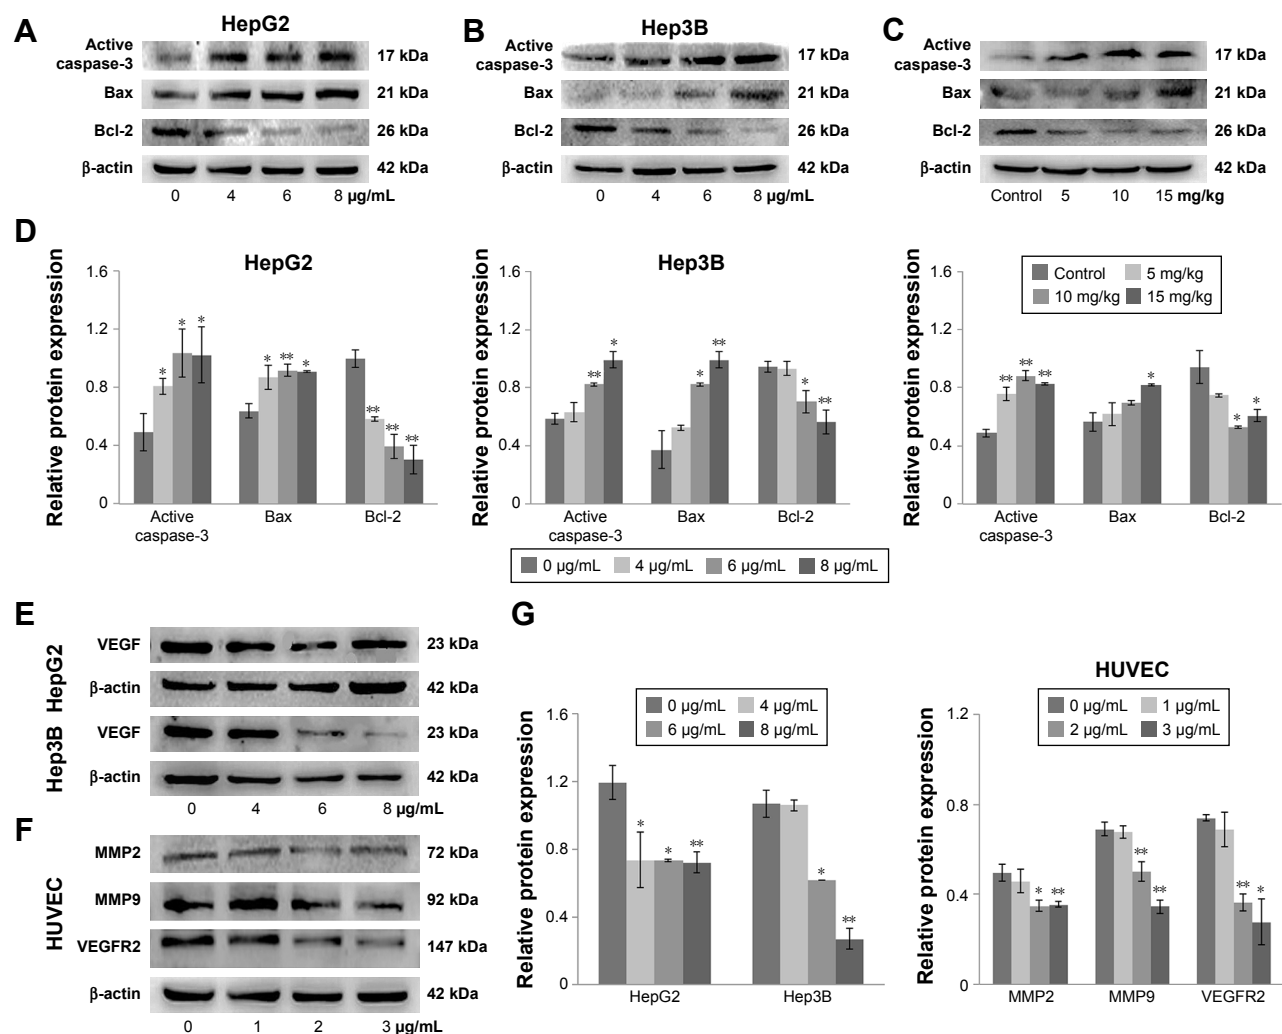 A
HepG2
Active
caspase-3
17 kDa
Bax
21 kDa
Bcl-2
26 kDa
β-actin
42 kDa
0 4 6 8 µg/mL
B
Hep3B
Active
caspase-3
17 kDa
Bax
21 kDa
Bcl-2
26 kDa
β-actin
42 kDa
0 4 6 8 µg/mL
C
Active
caspase-3
17 kDa
Bax
21 kDa
Bcl-2
26 kDa
β-actin
42 kDa
Control 5 10 15 mg/kg
D
HepG2
Relative protein expression
1.6
1.2
0.8
0.4
0
* * *
* ** *
** ** **
Active
caspase-3
Bax
Bcl-2
Hep3B
Relative protein expression
1.6
1.2
0.8
0.4
0
** *
* **
* **
Active
caspase-3
Bax
Bcl-2
0 µg/mL 4 µg/mL 6 µg/mL 8 µg/mL
Relative protein expression
1.6
1.2
0.8
0.4
0
Control 5 mg/kg
10 mg/kg 15 mg/kg
** ** **
*
* *
Active
caspase-3
Bax
Bcl-2
E
HepG2
VEGF
23 kDa
β-actin
42 kDa
Hep3B
VEGF
23 kDa
β-actin
42 kDa
0 4 6 8 µg/mL
F
HUVEC
MMP2
72 kDa
MMP9
92 kDa
VEGFR2
147 kDa
β-actin
42 kDa
0 1 2 3 µg/mL
G
Relative protein expression
1.6
1.2
0.8
0.4
0
0 µg/mL 4 µg/mL
6 µg/mL 8 µg/mL
* * **
* **
HepG2
Hep3B
HUVEC
Relative protein expression
1.2
0.8
0.4
0
0 µg/mL 1 µg/mL
2 µg/mL 3 µg/mL
* **
** **
** *
MMP2
MMP9
VEGFR2